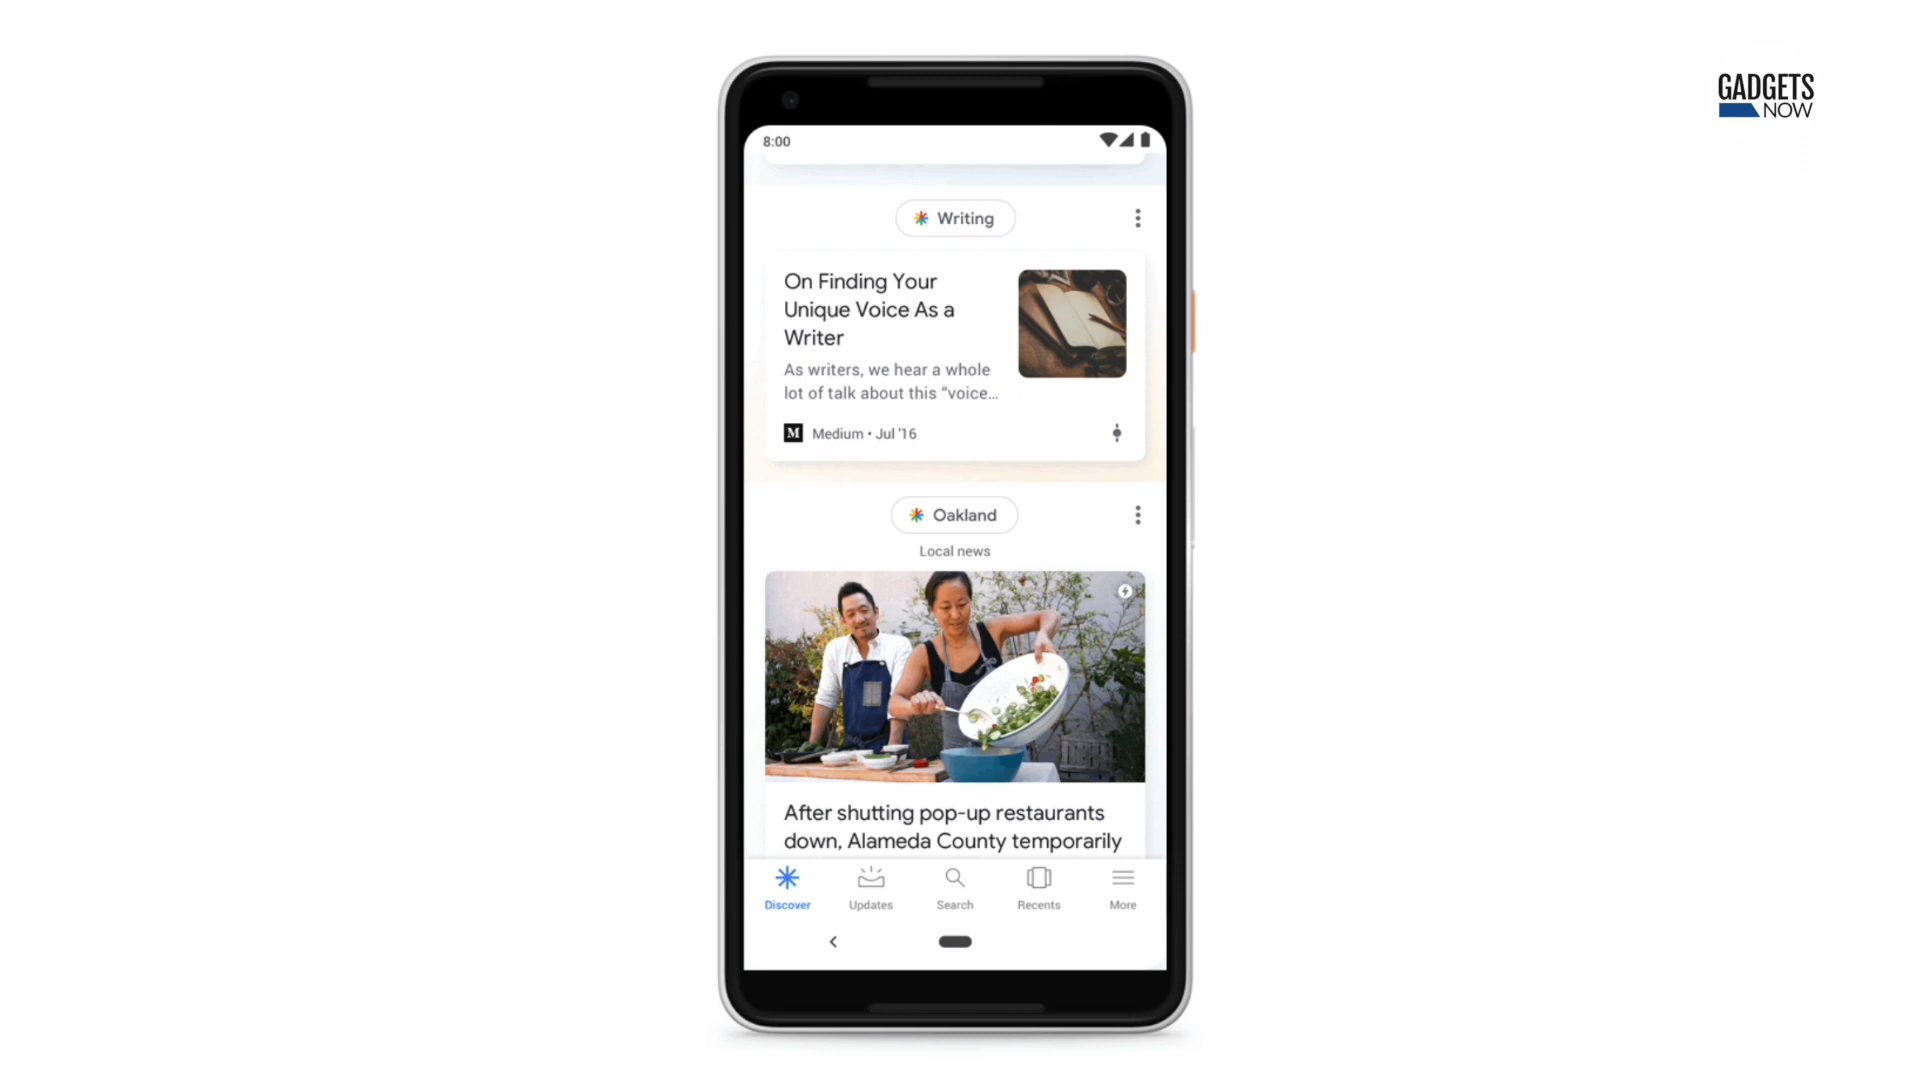 GADGETS
NOW
8:00
Writing
On Finding Your
Unique Voice As a
Writer
As writers, we hear a whole
lot of talk about this “voice...
M Medium • Jul '16
Oakland
Local news
After shutting pop-up restaurants
down, Alameda County temporarily
Discover Updates Search Recents More